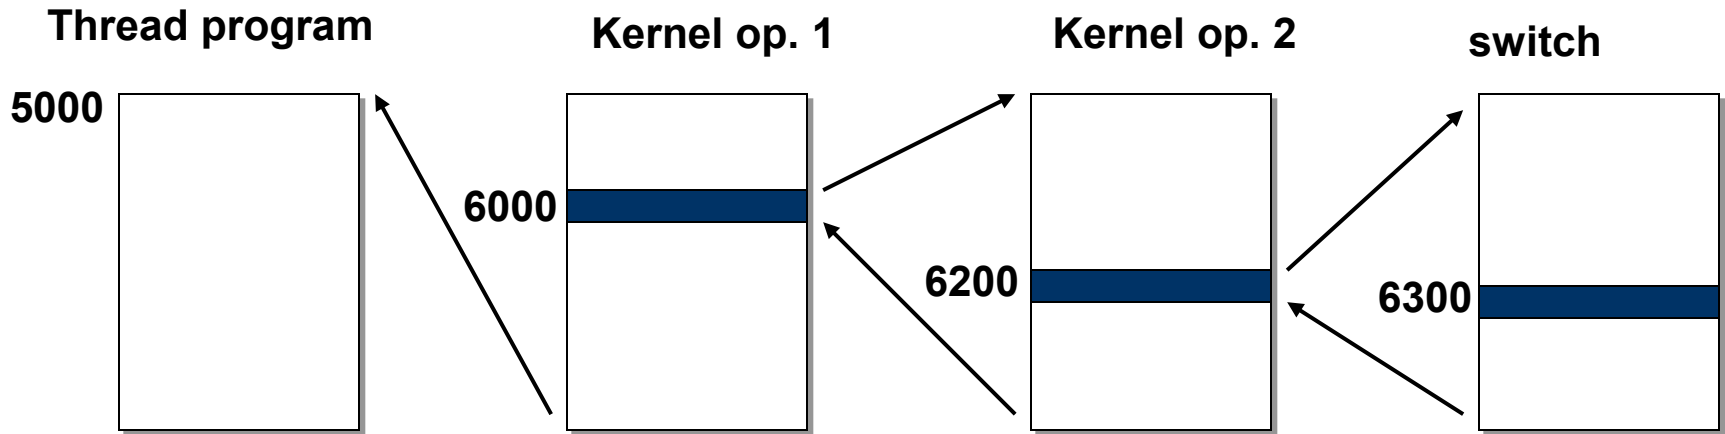 Thread program
Kernel op. 1
Kernel op. 2
switch
5000
6000
6200
6300